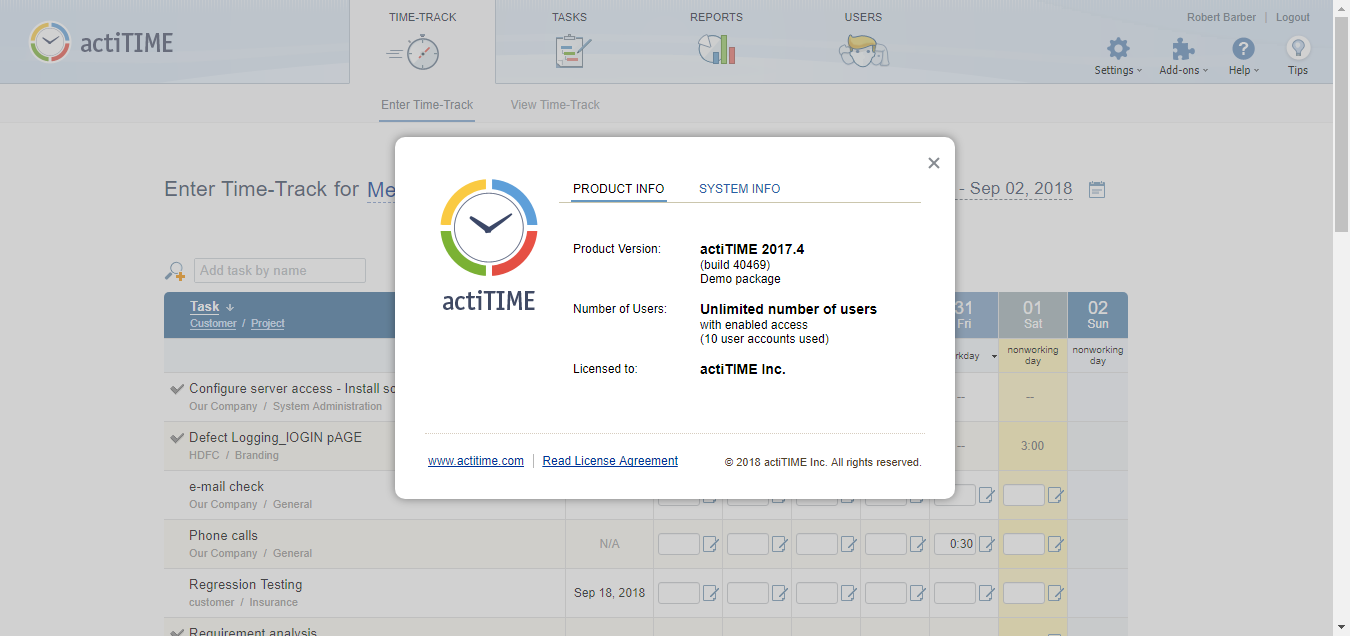 actiTIME
TIME-TRACK
TASKS
REPORTS
USERS
Robert Barber | Logout
Settings
Add-ons
Help
Tips
Enter Time-Track
View Time-Track
Enter Time-Track for Me
- Sep 02, 2018
Add task by name
Task
Customer / Project
31
Fri
01
Sat
02
Sun
rkday
nonworking
day
nonworking
day
Configure server access - Install sc
Our Company / System Administration
--
--
Defect Logging_lOGIN pAGE
HDFC / Branding
--
3:00
e-mail check
Our Company / General
Phone calls
Our Company / General
N/A
0:30
Regression Testing
customer / Insurance
Sep 18, 2018
Requirement analysis
actiTIME
PRODUCT INFO
SYSTEM INFO
Product Version:
actiTIME 2017.4
(build 40469)
Demo package
Number of Users:
Unlimited number of users
with enabled access
(10 user accounts used)
Licensed to:
actiTIME Inc.
www.actitime.com | Read License Agreement
© 2018 actiTIME Inc. All rights reserved.